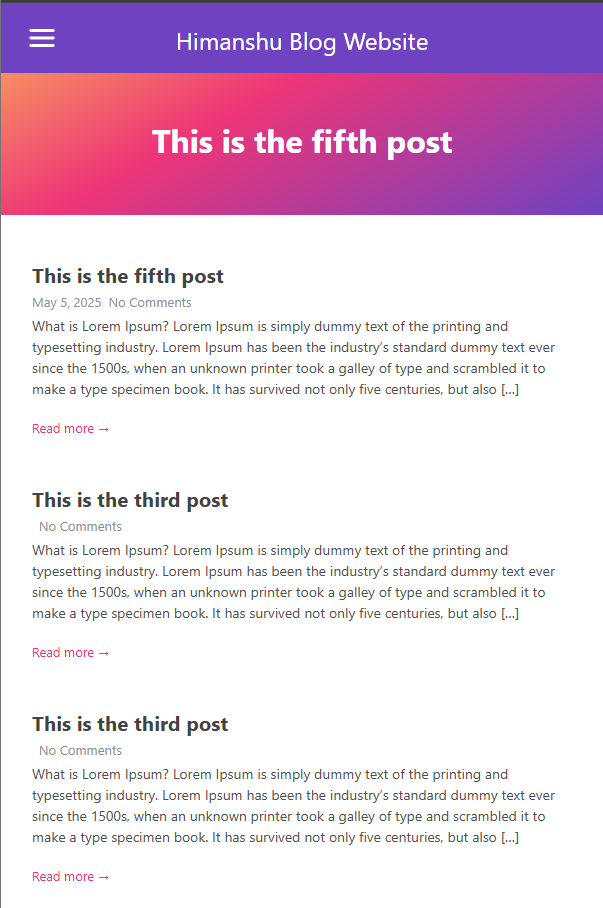 Himanshu Blog Website
This is the fifth post
This is the fifth post
May 5, 2025 No Comments
What is Lorem Ipsum? Lorem Ipsum is simply dummy text of the printing and
typesetting industry. Lorem Ipsum has been the industry’s standard dummy text ever
since the 1500s, when an unknown printer took a galley of type and scrambled it to
make a type specimen book. It has survived not only five centuries, but also […]
Read more →
This is the third post
No Comments
What is Lorem Ipsum? Lorem Ipsum is simply dummy text of the printing and
typesetting industry. Lorem Ipsum has been the industry’s standard dummy text ever
since the 1500s, when an unknown printer took a galley of type and scrambled it to
make a type specimen book. It has survived not only five centuries, but also […]
Read more →
This is the third post
No Comments
What is Lorem Ipsum? Lorem Ipsum is simply dummy text of the printing and
typesetting industry. Lorem Ipsum has been the industry’s standard dummy text ever
since the 1500s, when an unknown printer took a galley of type and scrambled it to
make a type specimen book. It has survived not only five centuries, but also […]
Read more →